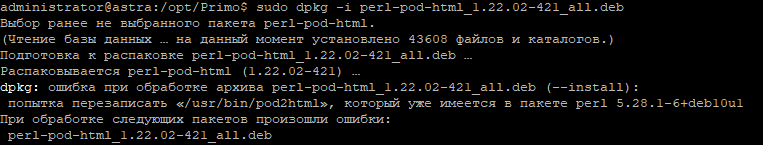 administrator@astra:/opt/Primo$ sudo dpkg -i perl-pod-html_1.22.02-421_all.deb
Выбор ранее не выбранного пакета perl-pod-html.
(Чтение базы данных … на данный момент установлено 43608 файлов и каталогов.)
Подготовка к распаковке perl-pod-html_1.22.02-421_all.deb …
Распаковывается perl-pod-html (1.22.02-421) …
dpkg: ошибка при обработке архива perl-pod-html_1.22.02-421_all.deb (--install):
попытка перезаписать «/usr/bin/pod2html», который уже имеется в пакете perl 5.28.1-6+deb10u1
При обработке следующих пакетов произошли ошибки:
perl-pod-html_1.22.02-421_all.deb